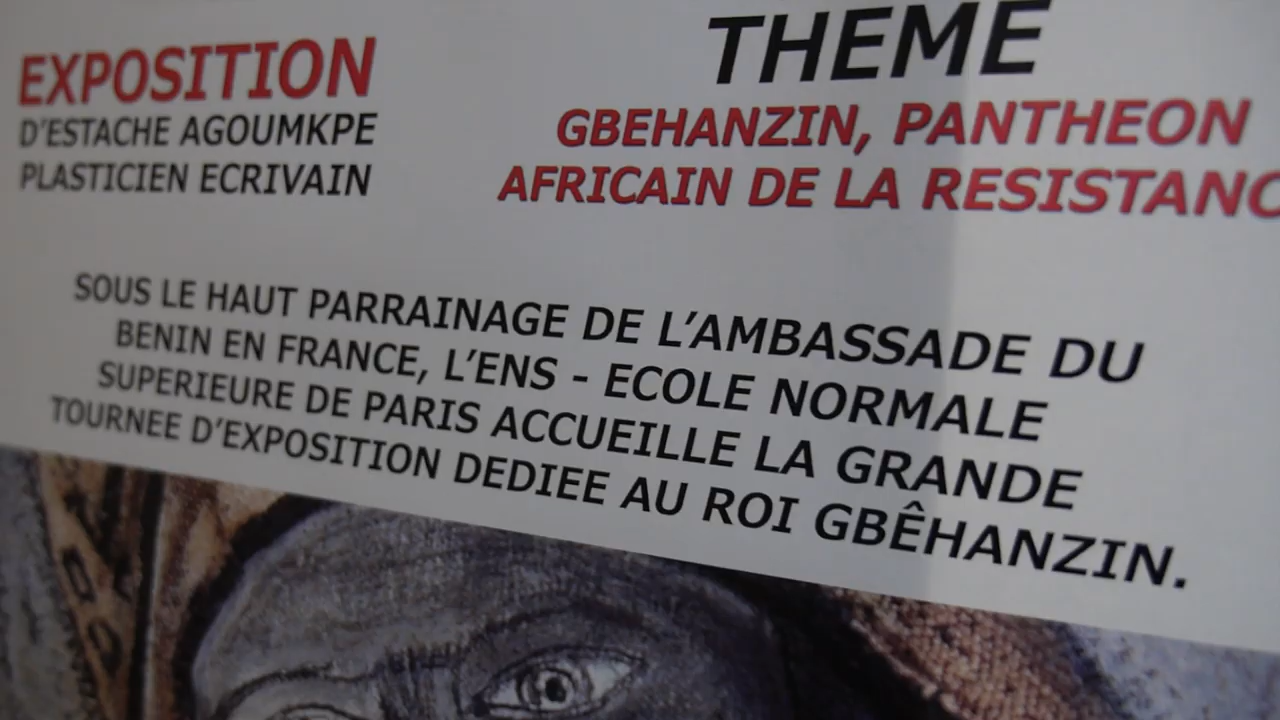 EXPOSITION
D'ESTACHE AGOUMKPE
PLASTICIEN ECRIVAIN
THEME
GBEHANZIN, PANTHEON
AFRICAIN DE LA RESISTANC
SOUS LE HAUT PARRAINAGE DE L'AMBASSADE DU
BENIN EN FRANCE, L'ENS - ECOLE NORMALE
SUPERIEURE DE PARIS ACCUEILLE LA GRANDE
TOURNEE D'EXPOSITION DEDIEE AU ROI GBÊHANZIN.